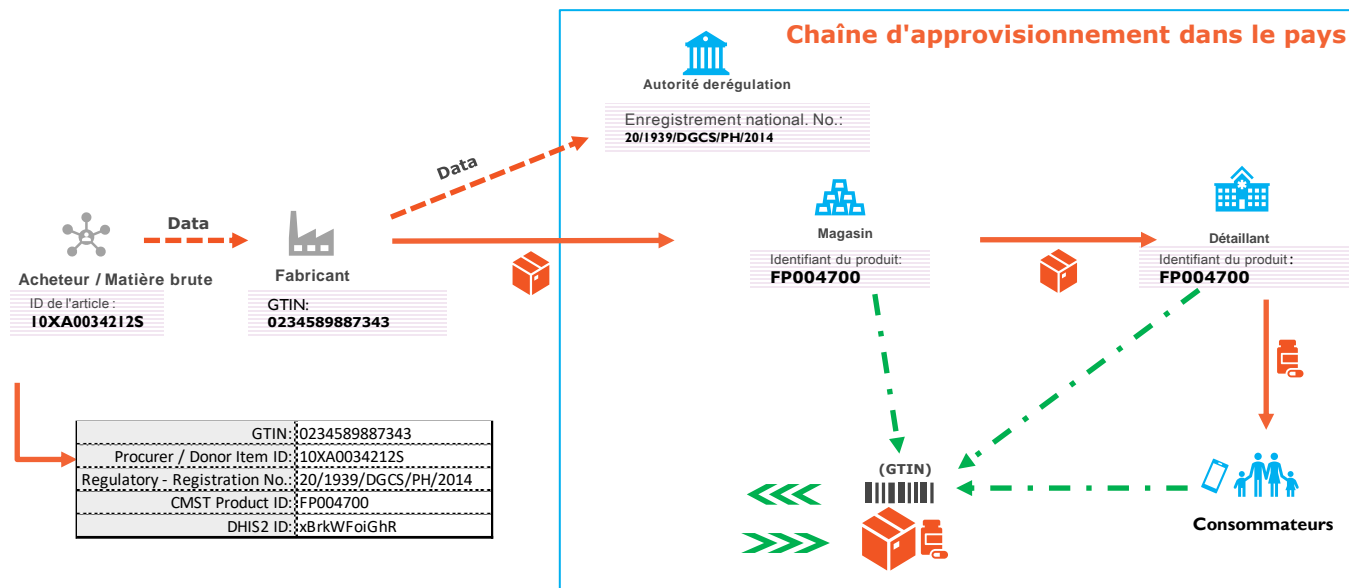 Chaîne d'approvisionnement dans le pays
Autorité derégulation
Enregistrement national. No.:
20/1939/DGCS/PH/2014
Data
Data
Acheteur / Matière brute
ID de l'article :
10XA0034212S
Fabricant
GTIN:
0234589887343
Magasin
Identifiant du produit:
FP004700
Détaillant
Identifiant du produit:
FP004700
GTIN: 0234589887343
Procurer / Donor Item ID: 10XA0034212S
Regulatory - Registration No.: 20/1939/DGCS/PH/2014
CMST Product ID: FP004700
DHIS2 ID: xBrkWFoiGhR
(GTIN)
Consommateurs